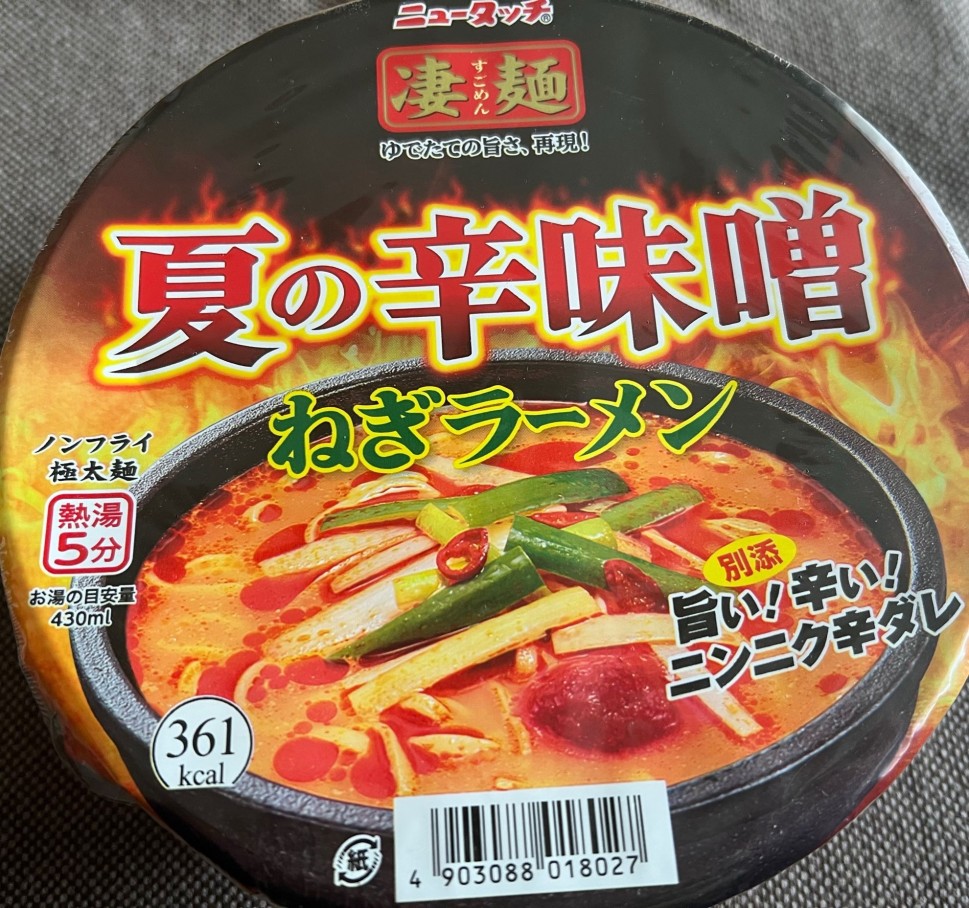 ニュータッチ®
凄麺
すごめん
ゆでたての旨さ、再現!
夏の辛味噌
ねぎラーメン
ノンフライ
極太麺
熱湯
5分
お湯の目安量
430ml
別添
旨い!辛い!
ニンニク辛ダレ
361
kcal
紙
4 903088 018027